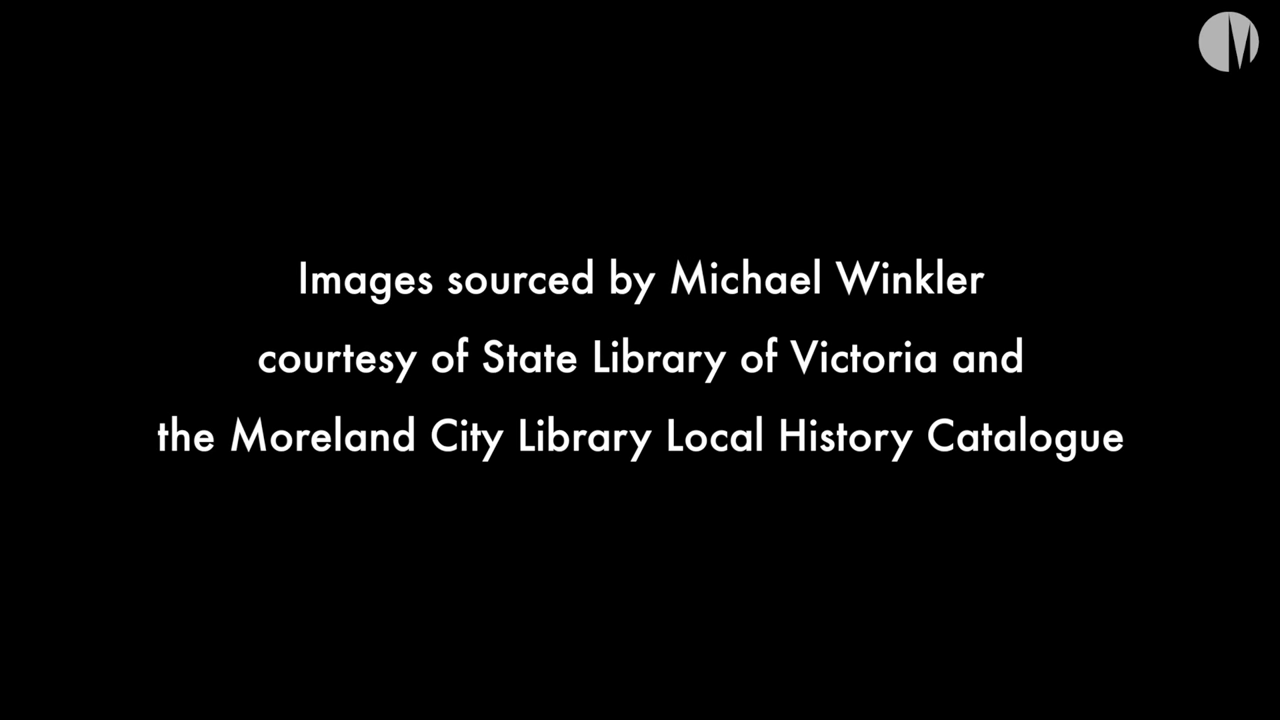 Images sourced by Michael Winkler
courtesy of State Library of Victoria and
the Moreland City Library Local History Catalogue